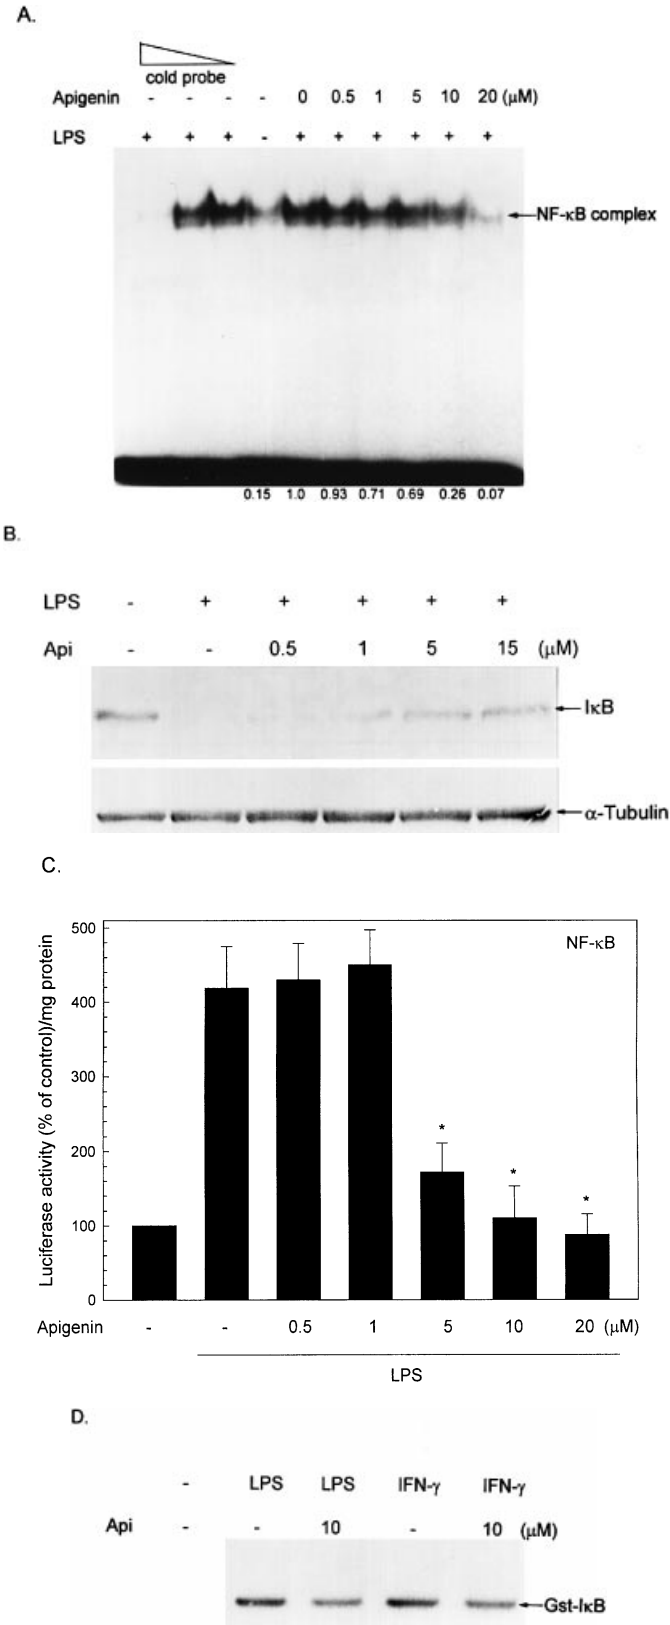 A.
cold probe
Apigenin - - - - 0 0.5 1 5 10 20 (μM)
LPS + + + - + + + + + +
NF-κB complex
0.15 1.0 0.93 0.71 0.69 0.26 0.07
B.
LPS - + + + + +
Api - - 0.5 1 5 15 (μM)
IκB
α-Tubulin
C.
Luciferase activity (% of control)/mg protein
NF-κB
500
400
300
200
100
0
* * *
Apigenin - - 0.5 1 5 10 20 (μM)
LPS
D.
- LPS LPS IFN-γ IFN-γ
Api - - 10 - 10 (μM)
Gst-IκB